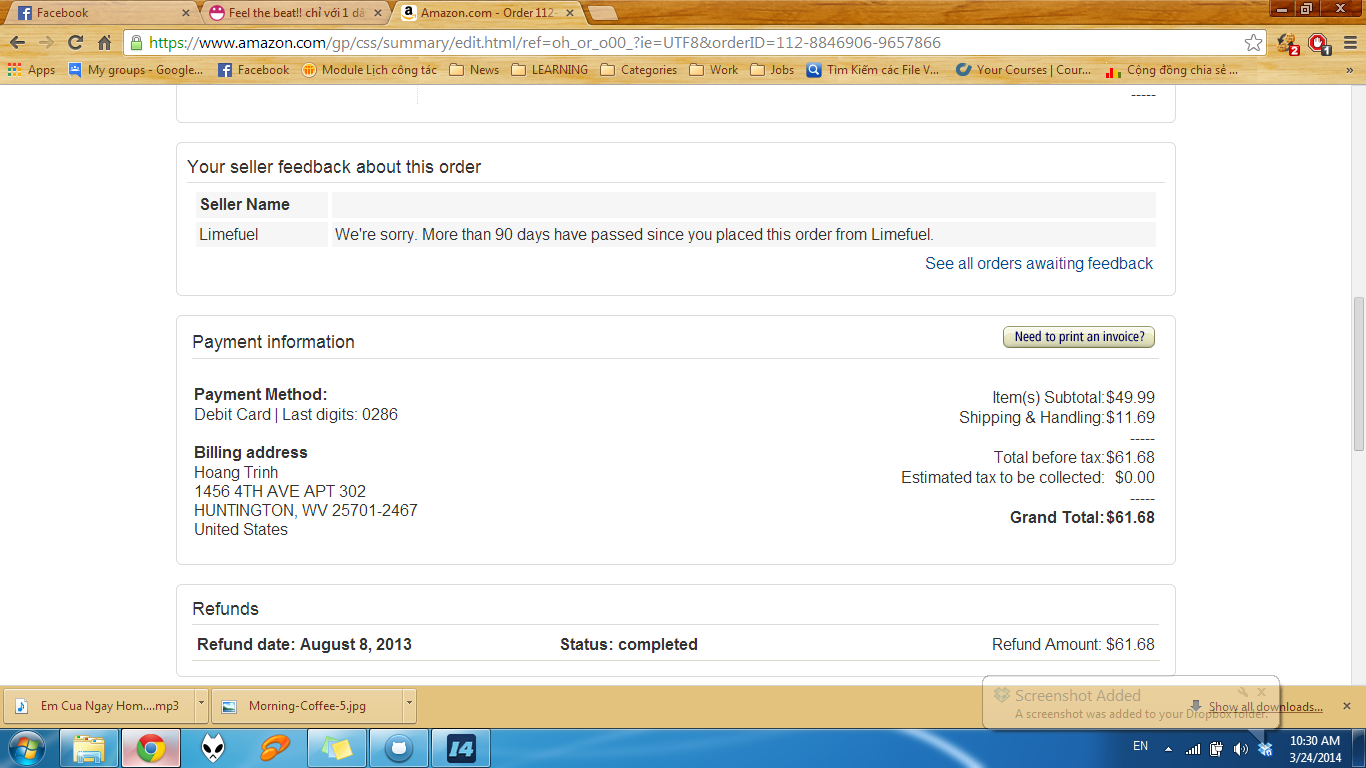 Facebook
Feel the beat!! chỉ với 1 dâ
Amazon.com - Order 112-
https://www.amazon.com/gp/css/summary/edit.html/ref=oh_or_o00_?ie=UTF8&orderID=112-8846906-9657866
2
1
Apps
My groups - Google...
Facebook
Module Lịch công tác
News
LEARNING
Categories
Work
Jobs
Tìm Kiếm các File V...
Your Courses | Cour...
Cộng đồng chia sẻ ...
»
-----
Your seller feedback about this order
Seller Name
Limefuel We're sorry. More than 90 days have passed since you placed this order from Limefuel.
See all orders awaiting feedback
Payment information
Need to print an invoice?
Payment Method:
Debit Card | Last digits: 0286
Billing address
Hoang Trinh
1456 4TH AVE APT 302
HUNTINGTON, WV 25701-2467
United States
Item(s) Subtotal: $49.99
Shipping & Handling: $11.69
-----
Total before tax: $61.68
Estimated tax to be collected: $0.00
-----
Grand Total: $61.68
Refunds
Refund date: August 8, 2013 Status: completed Refund Amount: $61.68
Em Cua Ngay Hom....mp3
Morning-Coffee-5.jpg
Screenshot Added
A screenshot was added to your Dropbox folder.
Show all downloads...
I4
EN
10:30 AM
3/24/2014